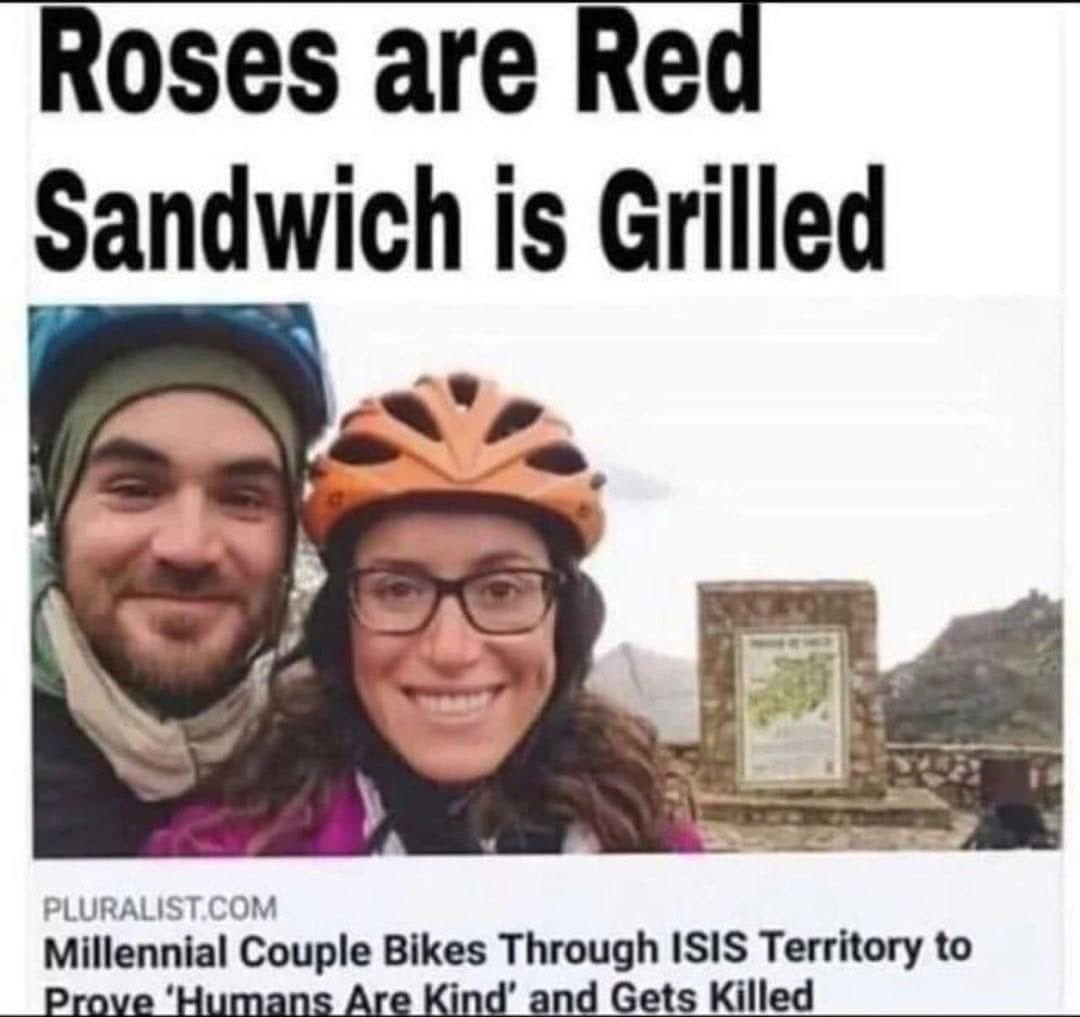 Roses are Red
Sandwich is Grilled
PLURALIST.COM
Millennial Couple Bikes Through ISIS Territory to
Prove 'Humans Are Kind' and Gets Killed